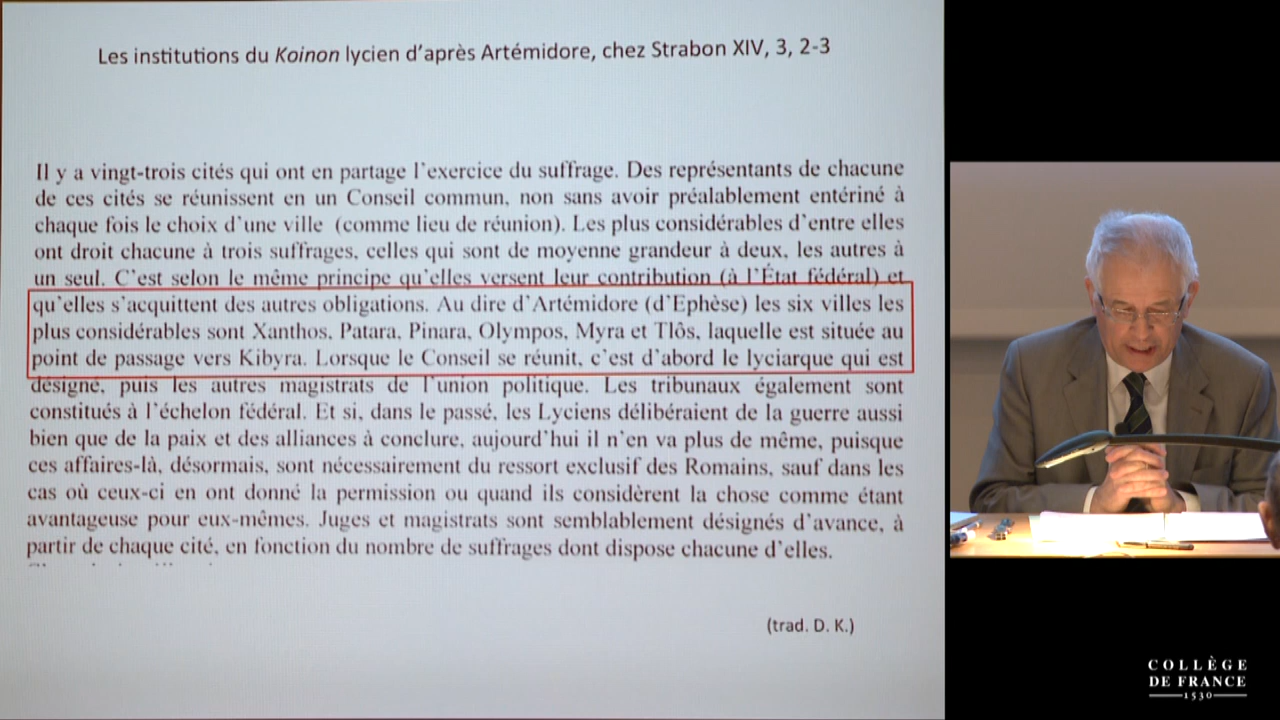 Les institutions du Koinon lycien d'après Artémidore, chez Strabon XIV, 3, 2-3
Il y a vingt-trois cités qui ont en partage l'exercice du suffrage. Des représentants de chacune
de ces cités se réunissent en un Conseil commun, non sans avoir préalablement entériné à
chaque fois le choix d'une ville (comme lieu de réunion). Les plus considérables d'entre elles
ont droit chacune à trois suffrages, celles qui sont de moyenne grandeur à deux, les autres à
un seul. C'est selon le même principe qu'elles versent leur contribution (à l'État fédéral) et
qu'elles s'acquittent des autres obligations. Au dire d'Artémidore (d'Ephèse) les six villes les
plus considérables sont Xanthos, Patara, Pinara, Olympos, Myra et Tlôs, laquelle est située au
point de passage vers Kibyra. Lorsque le Conseil se réunit, c'est d'abord le lyciarque qui est
désigné, puis les autres magistrats de l'union politique. Les tribunaux également sont
constitués à l'échelon fédéral. Et si, dans le passé, les Lyciens délibéraient de la guerre aussi
bien que de la paix et des alliances à conclure, aujourd'hui il n'en va plus de même, puisque
ces affaires-là, désormais, sont nécessairement du ressort exclusif des Romains, sauf dans les
cas où ceux-ci en ont donné la permission ou quand ils considèrent la chose comme étant
avantageuse pour eux-mêmes. Juges et magistrats sont semblablement désignés d'avance, à
partir de chaque cité, en fonction du nombre de suffrages dont dispose chacune d'elles.
(trad. D. K.)
COLLÈGE
DE FRANCE
1530